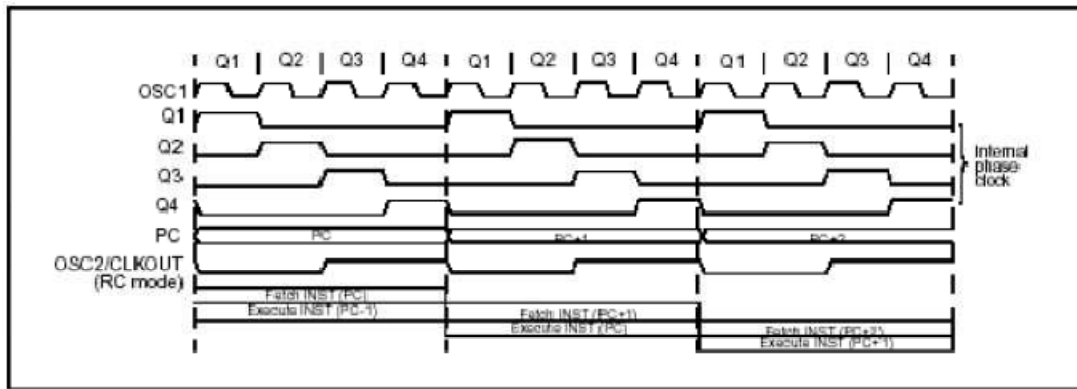 Q1 Q2 Q3 Q4 Q1 Q2 Q3 Q4 Q1 Q2 Q3 Q4
OSC1
Q1
Q2
Q3
Q4
Internal
phase
clock
PC PC PC+1 PC+2
OSC2/CLKOUT
(RC mode)
Fetch INST (PC)
Execute INST (PC-1) Fetch INST (PC+1)
Execute INST (PC) Fetch INST (PC+2)
Execute INST (PC+1)